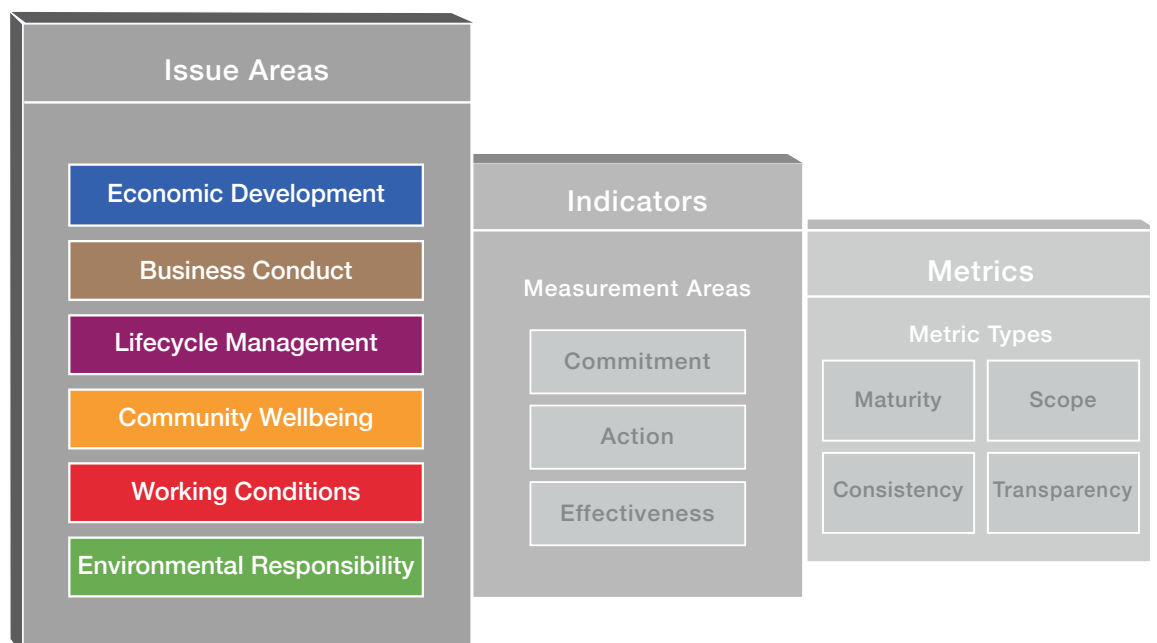 Issue Areas
Economic Development
Business Conduct
Lifecycle Management
Community Wellbeing
Working Conditions
Environmental Responsibility
Indicators
Measurement Areas
Commitment
Action
Effectiveness
Metrics
Metric Types
Maturity
Scope
Consistency
Transparency